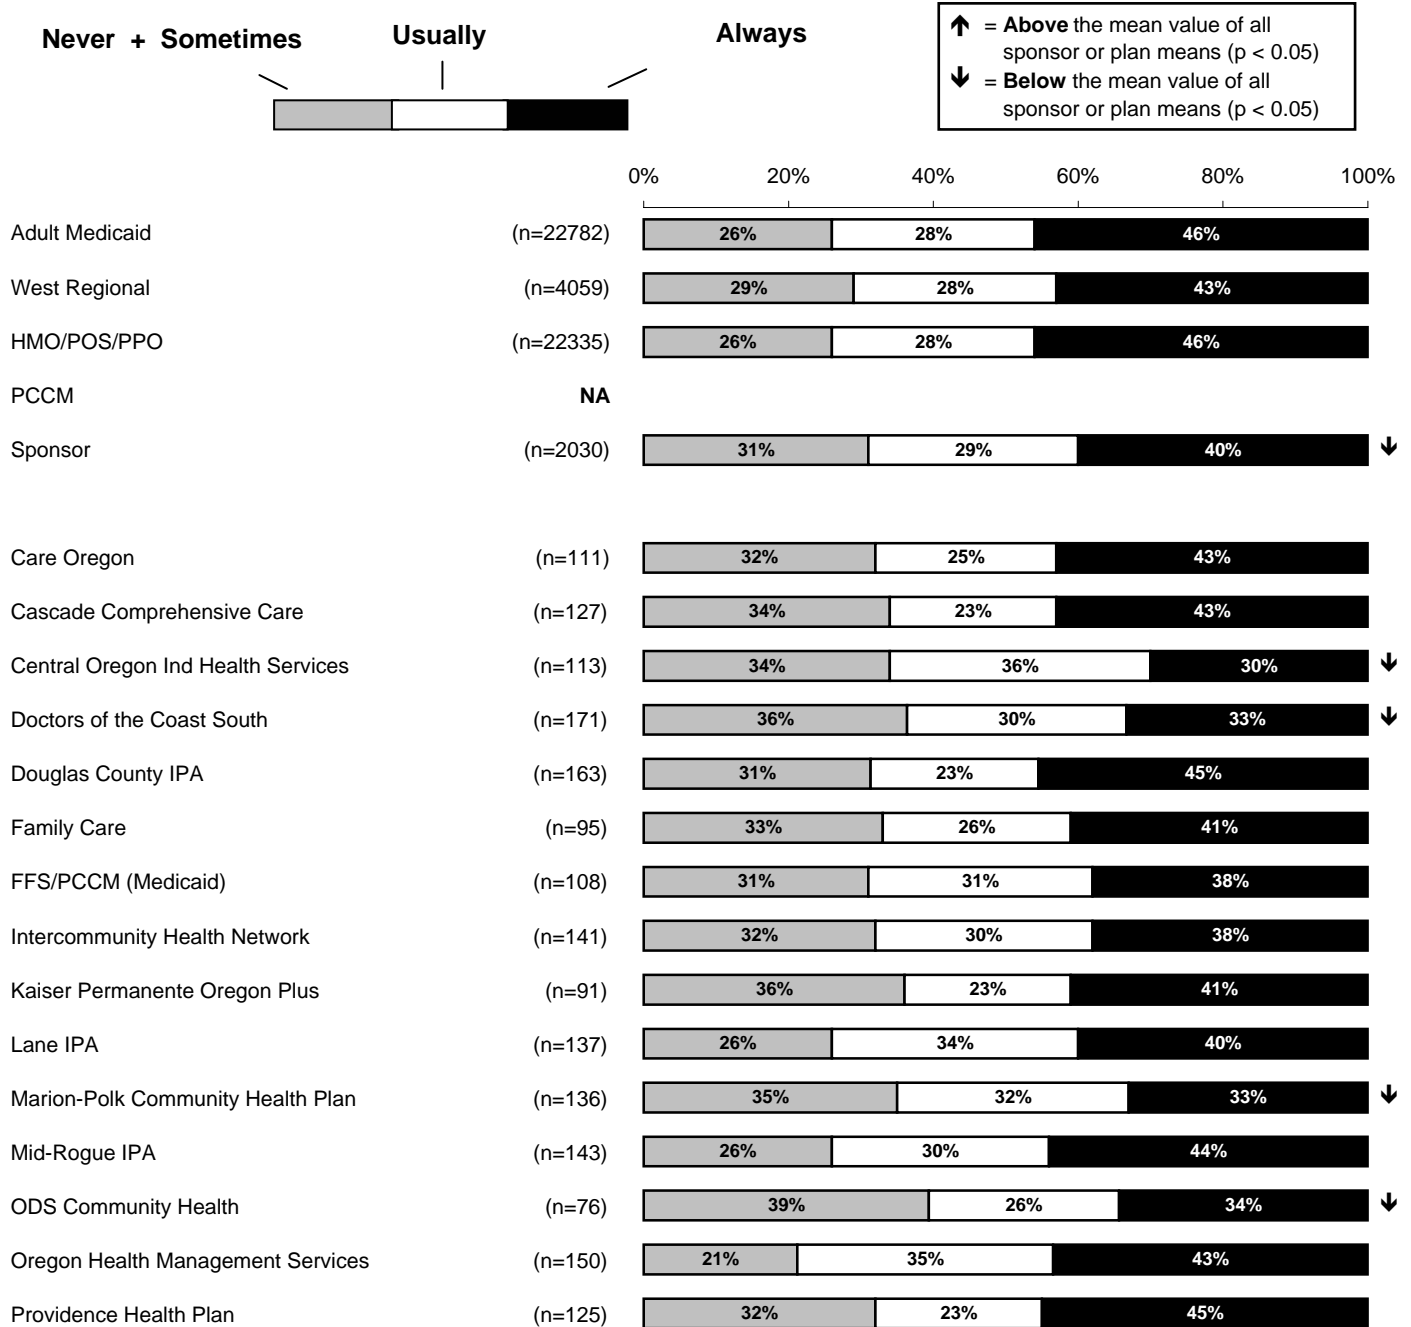 Never + Sometimes Usually Always
↑ = Above the mean value of all
sponsor or plan means (p < 0.05)
↓ = Below the mean value of all
sponsor or plan means (p < 0.05)
0% 20% 40% 60% 80% 100%
Adult Medicaid (n=22782) 26% 28% 46%
West Regional (n=4059) 29% 28% 43%
HMO/POS/PPO (n=22335) 26% 28% 46%
PCCM NA
Sponsor (n=2030) 31% 29% 40% ↓
Care Oregon (n=111) 32% 25% 43%
Cascade Comprehensive Care (n=127) 34% 23% 43%
Central Oregon Ind Health Services (n=113) 34% 36% 30% ↓
Doctors of the Coast South (n=171) 36% 30% 33% ↓
Douglas County IPA (n=163) 31% 23% 45%
Family Care (n=95) 33% 26% 41%
FFS/PCCM (Medicaid) (n=108) 31% 31% 38%
Intercommunity Health Network (n=141) 32% 30% 38%
Kaiser Permanente Oregon Plus (n=91) 36% 23% 41%
Lane IPA (n=137) 26% 34% 40%
Marion-Polk Community Health Plan (n=136) 35% 32% 33% ↓
Mid-Rogue IPA (n=143) 26% 30% 44%
ODS Community Health (n=76) 39% 26% 34% ↓
Oregon Health Management Services (n=150) 21% 35% 43%
Providence Health Plan (n=125) 32% 23% 45%